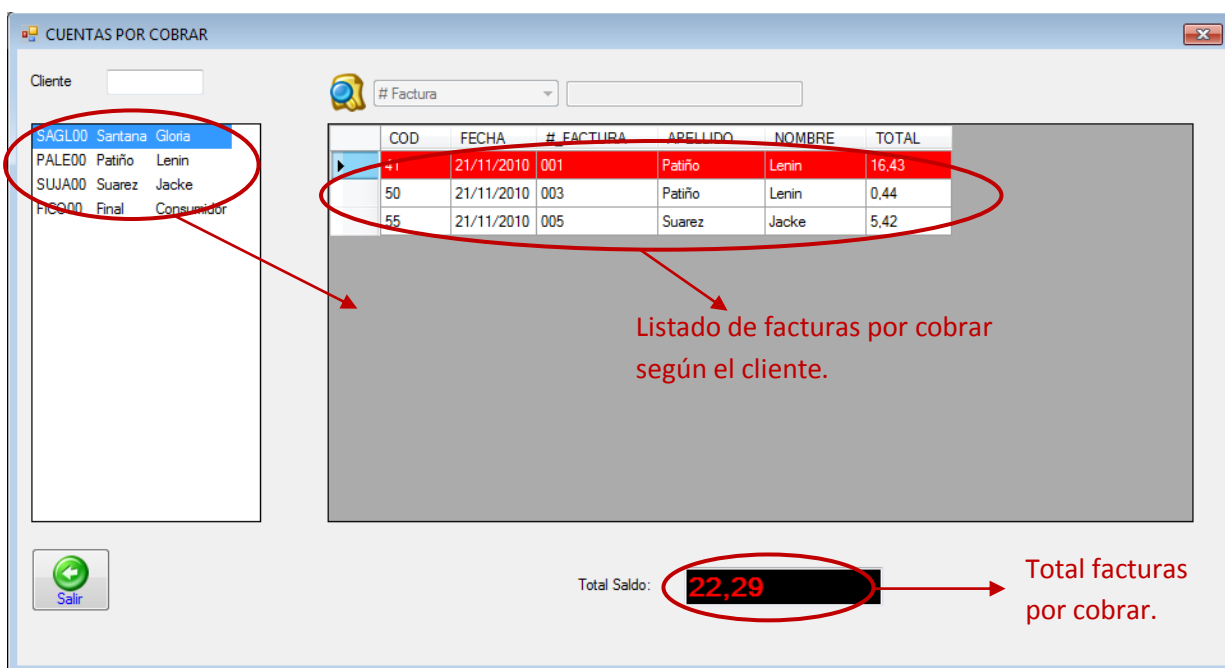 CUENTAS POR COBRAR
Cliente
# Factura
SAGL00 Santana Gloria
PALE00 Patiño Lenin
SUJA00 Suarez Jacke
FICO00 Final Consumidor
COD FECHA #_FACTURA APELLIDO NOMBRE TOTAL
41 21/11/2010 001 Patiño Lenin 16,43
50 21/11/2010 003 Patiño Lenin 0,44
55 21/11/2010 005 Suarez Jacke 5,42
Listado de facturas por cobrar
según el cliente.
Salir
Total Saldo:
22,29
Total facturas
por cobrar.